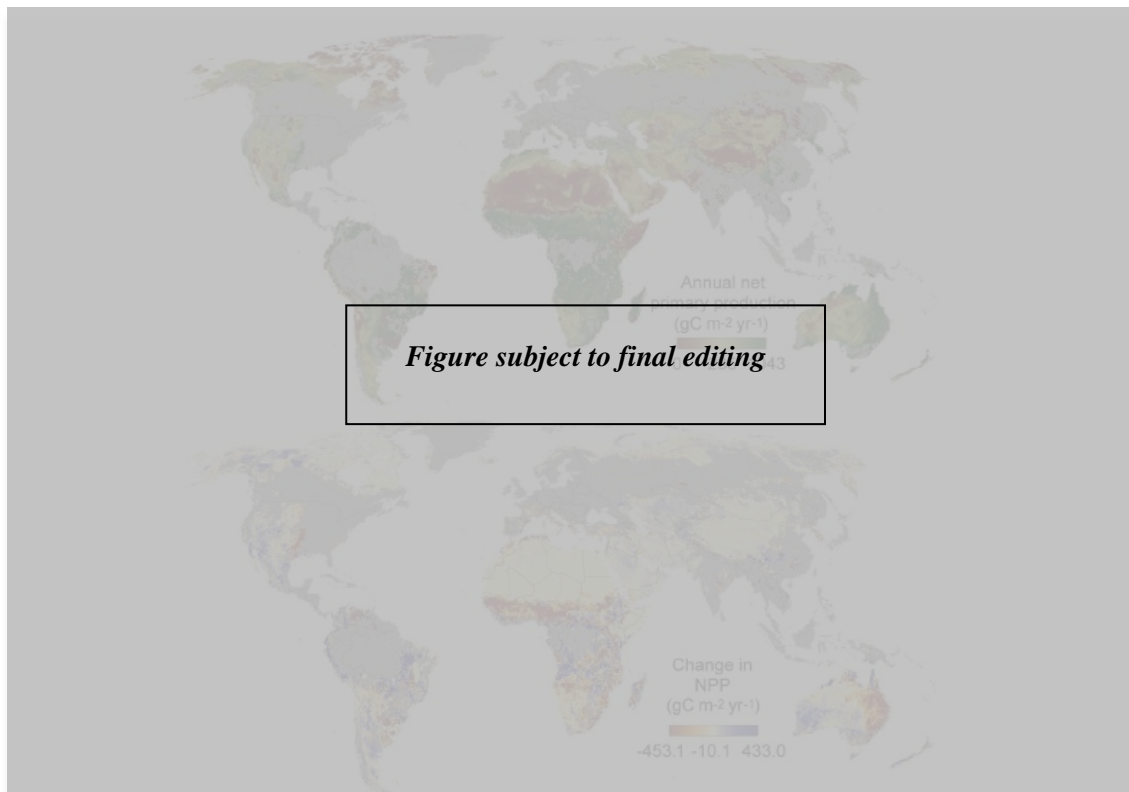 Annual net
primary production
(gC m-2 yr-1)
Figure subject to final editing
Change in
NPP
(gC m-2 yr-1)
-453.1 -10.1 433.0